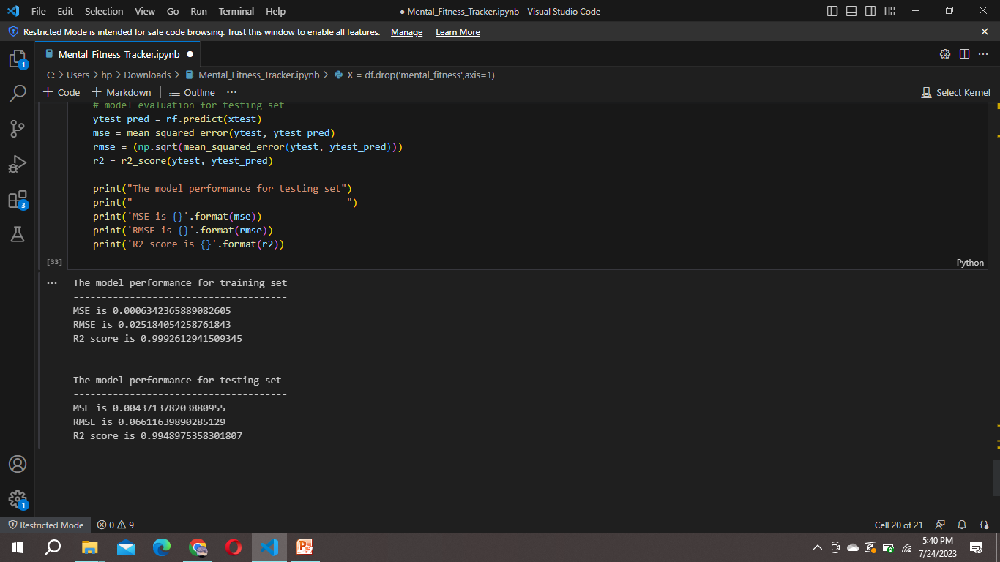 File Edit Selection View Go Run Terminal Help ● Mental_Fitness_Tracker.ipynb - Visual Studio Code
Restricted Mode is intended for safe code browsing. Trust this window to enable all features. Manage Learn More
Mental_Fitness_Tracker.ipynb ●
C: > Users > hp > Downloads > Mental_Fitness_Tracker.ipynb > X = df.drop('mental_fitness',axis=1)
+ Code + Markdown | Outline ... Select Kernel
# model evaluation for testing set
ytest_pred = rf.predict(xtest)
mse = mean_squared_error(ytest, ytest_pred)
rmse = (np.sqrt(mean_squared_error(ytest, ytest_pred)))
r2 = r2_score(ytest, ytest_pred)
print("The model performance for testing set")
print("--------------------------------------")
print('MSE is {}'.format(mse))
print('RMSE is {}'.format(rmse))
print('R2 score is {}'.format(r2))
[33] Python
... The model performance for training set
--------------------------------------
MSE is 0.0006342365889082605
RMSE is 0.025184054258761843
R2 score is 0.9992612941509345
The model performance for testing set
--------------------------------------
MSE is 0.004371378203880955
RMSE is 0.06611639890285129
R2 score is 0.9948975358301807
1
3
1
Restricted Mode 0 9 Cell 20 of 21
5:40 PM
7/24/2023